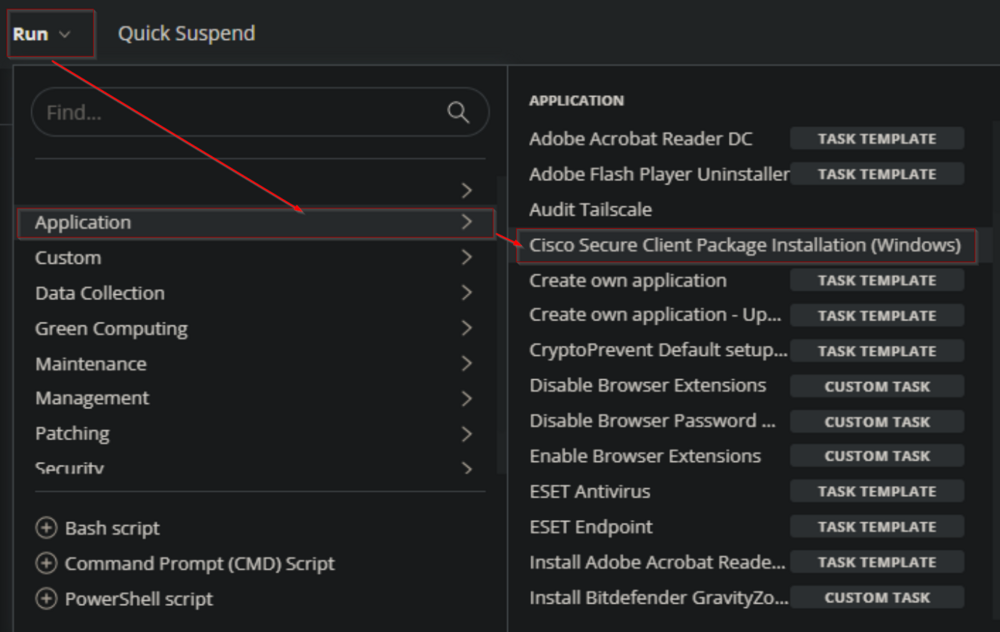 Run Quick Suspend
Find...
Application
Custom
Data Collection
Green Computing
Maintenance
Management
Patching
Security
Bash script
Command Prompt (CMD) Script
PowerShell script
APPLICATION
Adobe Acrobat Reader DC TASK TEMPLATE
Adobe Flash Player Uninstaller TASK TEMPLATE
Audit Tailscale
Cisco Secure Client Package Installation (Windows)
Create own application TASK TEMPLATE
Create own application - Up... TASK TEMPLATE
CryptoPrevent Default setup... TASK TEMPLATE
Disable Browser Extensions CUSTOM TASK
Disable Browser Password ... CUSTOM TASK
Enable Browser Extensions CUSTOM TASK
ESET Antivirus TASK TEMPLATE
ESET Endpoint TASK TEMPLATE
Install Adobe Acrobat Reade... TASK TEMPLATE
Install Bitdefender GravityZo... CUSTOM TASK